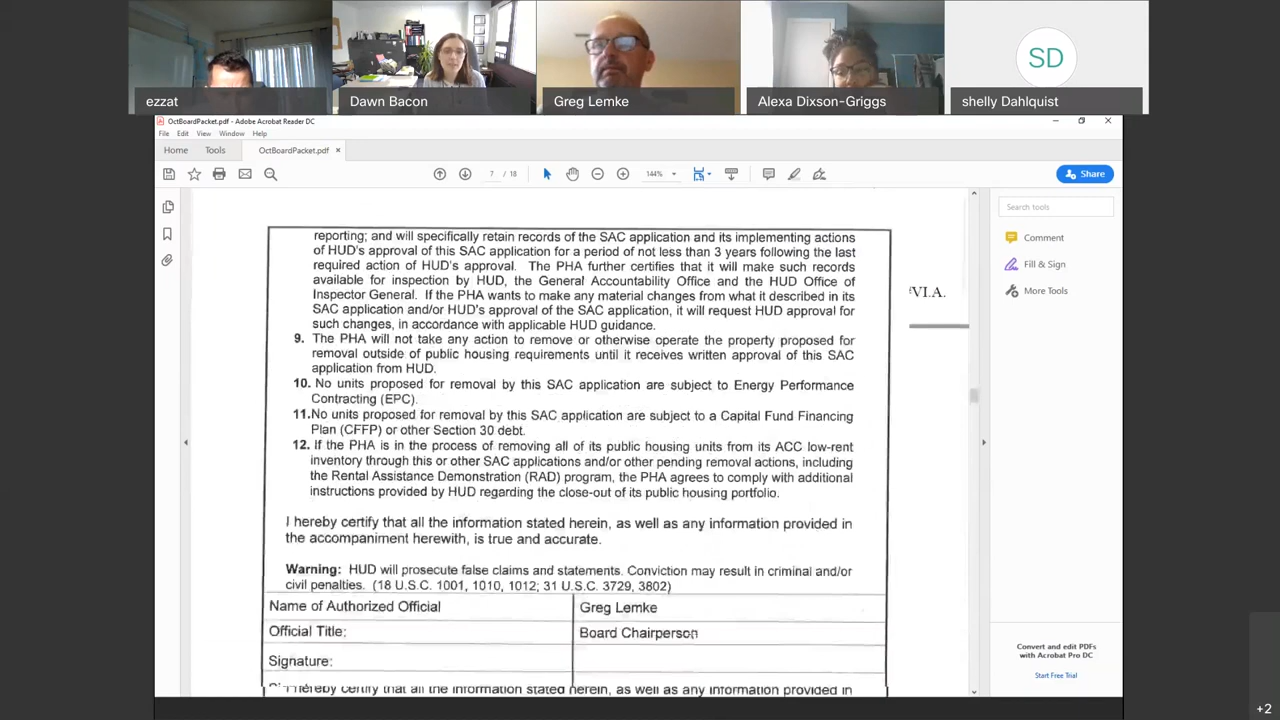 SD
ezzat
Dawn Bacon
Greg Lemke
Alexa Dixson-Griggs
shelly Dahlquist
OctBoardPacket.pdf - Adobe Acrobat Reader DC
File Edit View Window Help
Home Tools OctBoardPacket.pdf ×
7 / 18 144% Share
reporting; and will specifically retain records of the SAC application and its implementing actions
of HUD's approval of this SAC application for a period of not less than 3 years following the last
required action of HUD's approval. The PHA further certifies that it will make such records
available for inspection by HUD, the General Accountability Office and the HUD Office of
Inspector General. If the PHA wants to make any material changes from what it described in its
SAC application and/or HUD's approval of the SAC application, it will request HUD approval for
such changes, in accordance with applicable HUD guidance.
9. The PHA will not take any action to remove or otherwise operate the property proposed for
removal outside of public housing requirements until it receives written approval of this SAC
application from HUD.
10. No units proposed for removal by this SAC application are subject to Energy Performance
Contracting (EPC).
11.No units proposed for removal by this SAC application are subject to a Capital Fund Financing
Plan (CFFP) or other Section 30 debt.
12. If the PHA is in the process of removing all of its public housing units from its ACC low-rent
inventory through this or other SAC applications and/or other pending removal actions, including
the Rental Assistance Demonstration (RAD) program, the PHA agrees to comply with additional
instructions provided by HUD regarding the close-out of its public housing portfolio.
I hereby certify that all the information stated herein, as well as any information provided in
the accompaniment herewith, is true and accurate.
Warning: HUD will prosecute false claims and statements. Conviction may result in criminal and/or
civil penalties. (18 U.S.C. 1001, 1010, 1012; 31 U.S.C. 3729, 3802)
Name of Authorized Official Greg Lemke
Official Title: Board Chairperson
Signature:
I hereby certify that all the information stated herein, as well as any information provided in
VI.A.
Search tools
Comment
Fill & Sign
More Tools
Convert and edit PDFs
with Acrobat Pro DC
Start Free Trial
+2